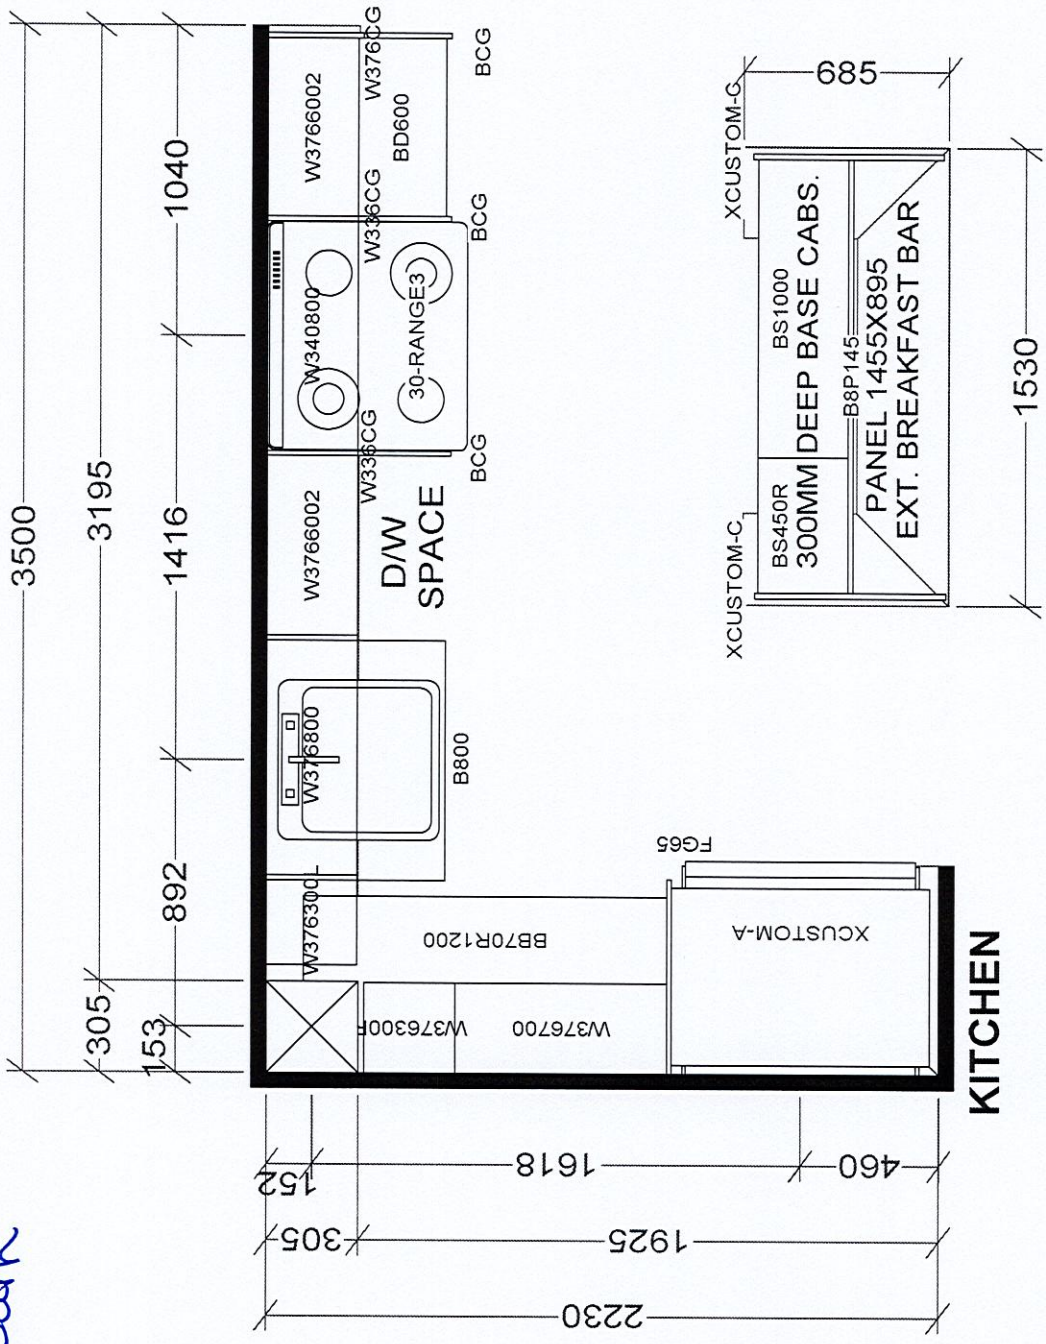 3500
3195
305
1040
1416
892
153
W3766002
W376CG
BCG
BD600
W336CG
BCG
W340800
30-RANGE3
W336CG
BCG
W3766002
D/W
SPACE
W376800
B800
W376300L
BB70R1200
W376300R
W376700
FG65
XCUSTOM-A
XCUSTOM-C
XCUSTOM-C
685
BS450R
BS1000
300MM DEEP BASE CABS.
B8P145
PANEL 1455X895
EXT. BREAKFAST BAR
1530
152
1618
460
305
1925
2230
KITCHEN